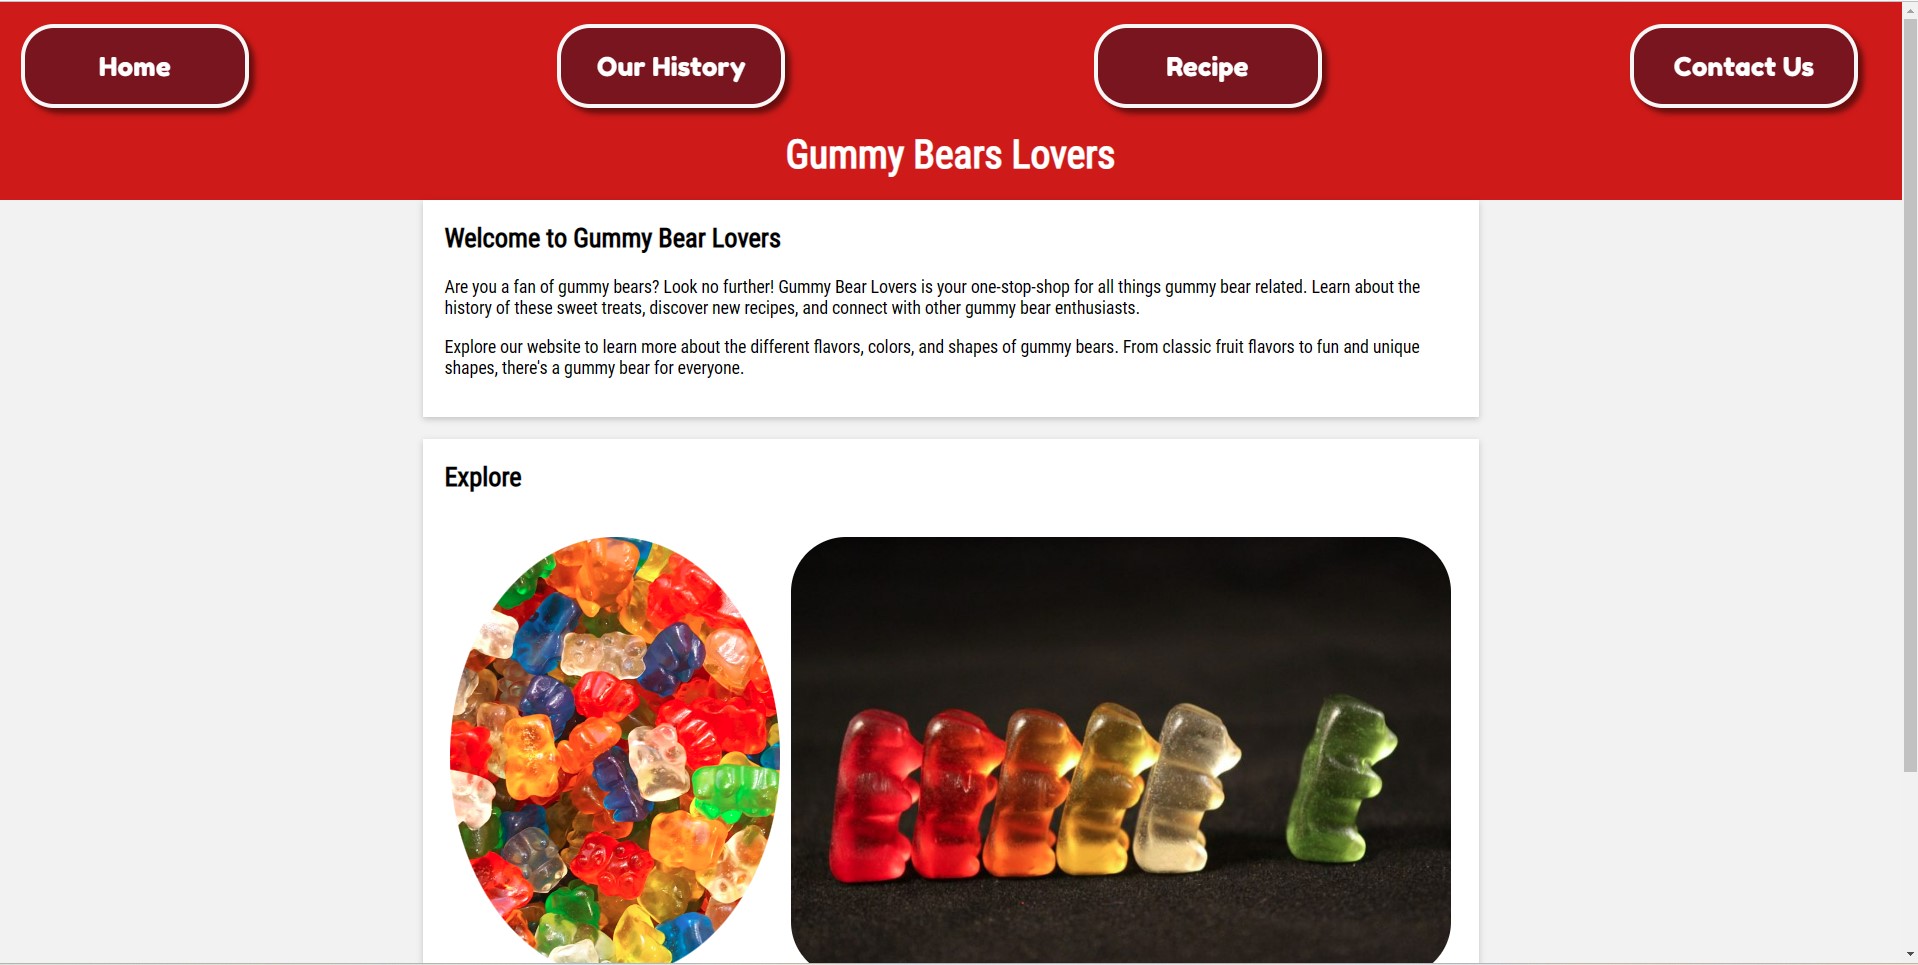 Home
Our History
Recipe
Contact Us
Gummy Bears Lovers
Welcome to Gummy Bear Lovers
Are you a fan of gummy bears? Look no further! Gummy Bear Lovers is your one-stop-shop for all things gummy bear related. Learn about the
history of these sweet treats, discover new recipes, and connect with other gummy bear enthusiasts.
Explore our website to learn more about the different flavors, colors, and shapes of gummy bears. From classic fruit flavors to fun and unique
shapes, there's a gummy bear for everyone.
Explore